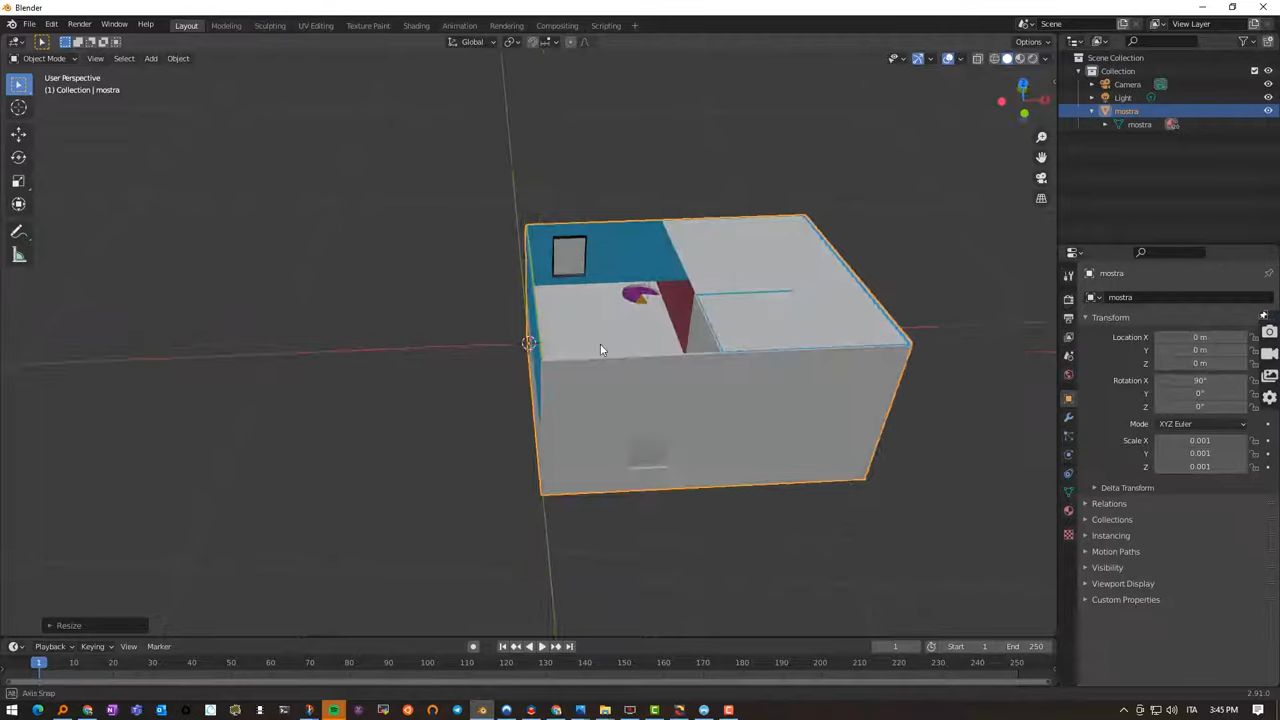 Blender
File Edit Render Window Help Layout Modeling Sculpting UV Editing Texture Paint Shading Animation Rendering Compositing Scripting + Scene View Layer
Global Options
Object Mode View Select Add Object
User Perspective
(1) Collection | mostra
Scene Collection
Collection
Camera
Light
mostra
mostra
mostra
mostra
Transform
Location X 0 m
Y 0 m
Z 0 m
Rotation X 90°
Y 0°
Z 0°
Mode XYZ Euler
Scale X 0.001
Y 0.001
Z 0.001
Delta Transform
Relations
Collections
Instancing
Motion Paths
Visibility
Viewport Display
Custom Properties
Resize
Playback Keying View Marker 1 Start 1 End 250
1 10 20 30 40 50 60 70 80 90 100 110 120 130 140 150 160 170 180 190 200 210 220 230 240 250
Axis Snap 2.91.0
ITA 3:45 PM